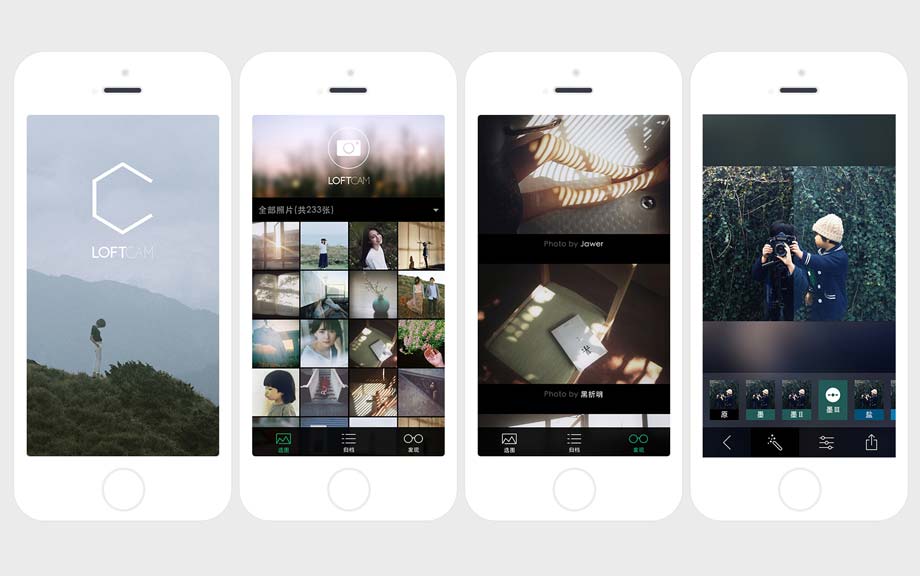 LOFTCAM
LOFTCAM
全部照片(共233张)
选图
归档
发现
Photo by Jawer
Photo by 黑昕明
选图
归档
发现
原
墨
墨II
墨III
盐